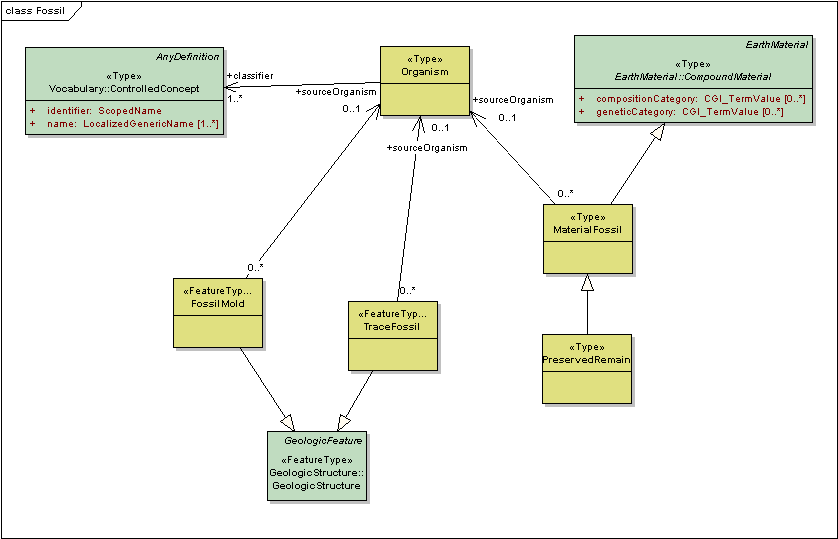 class Fossil
AnyDefinition
«Type»
Vocabulary::ControlledConcept
+ identifier: ScopedName
+ name: LocalizedGenericName [1..*]
+classifier
1..*
«Type»
Organism
+sourceOrganism
0..1
+sourceOrganism
0..1
+sourceOrganism
0..1
EarthMaterial
«Type»
EarthMaterial::CompoundMaterial
+ compositionCategory: CGI_TermValue [0..*]
+ geneticCategory: CGI_TermValue [0..*]
0..*
«Type»
MaterialFossil
0..*
«FeatureTyp...
FossilMold
0..*
«FeatureTyp...
TraceFossil
«Type»
PreservedRemain
GeologicFeature
«FeatureType»
GeologicStructure::
GeologicStructure